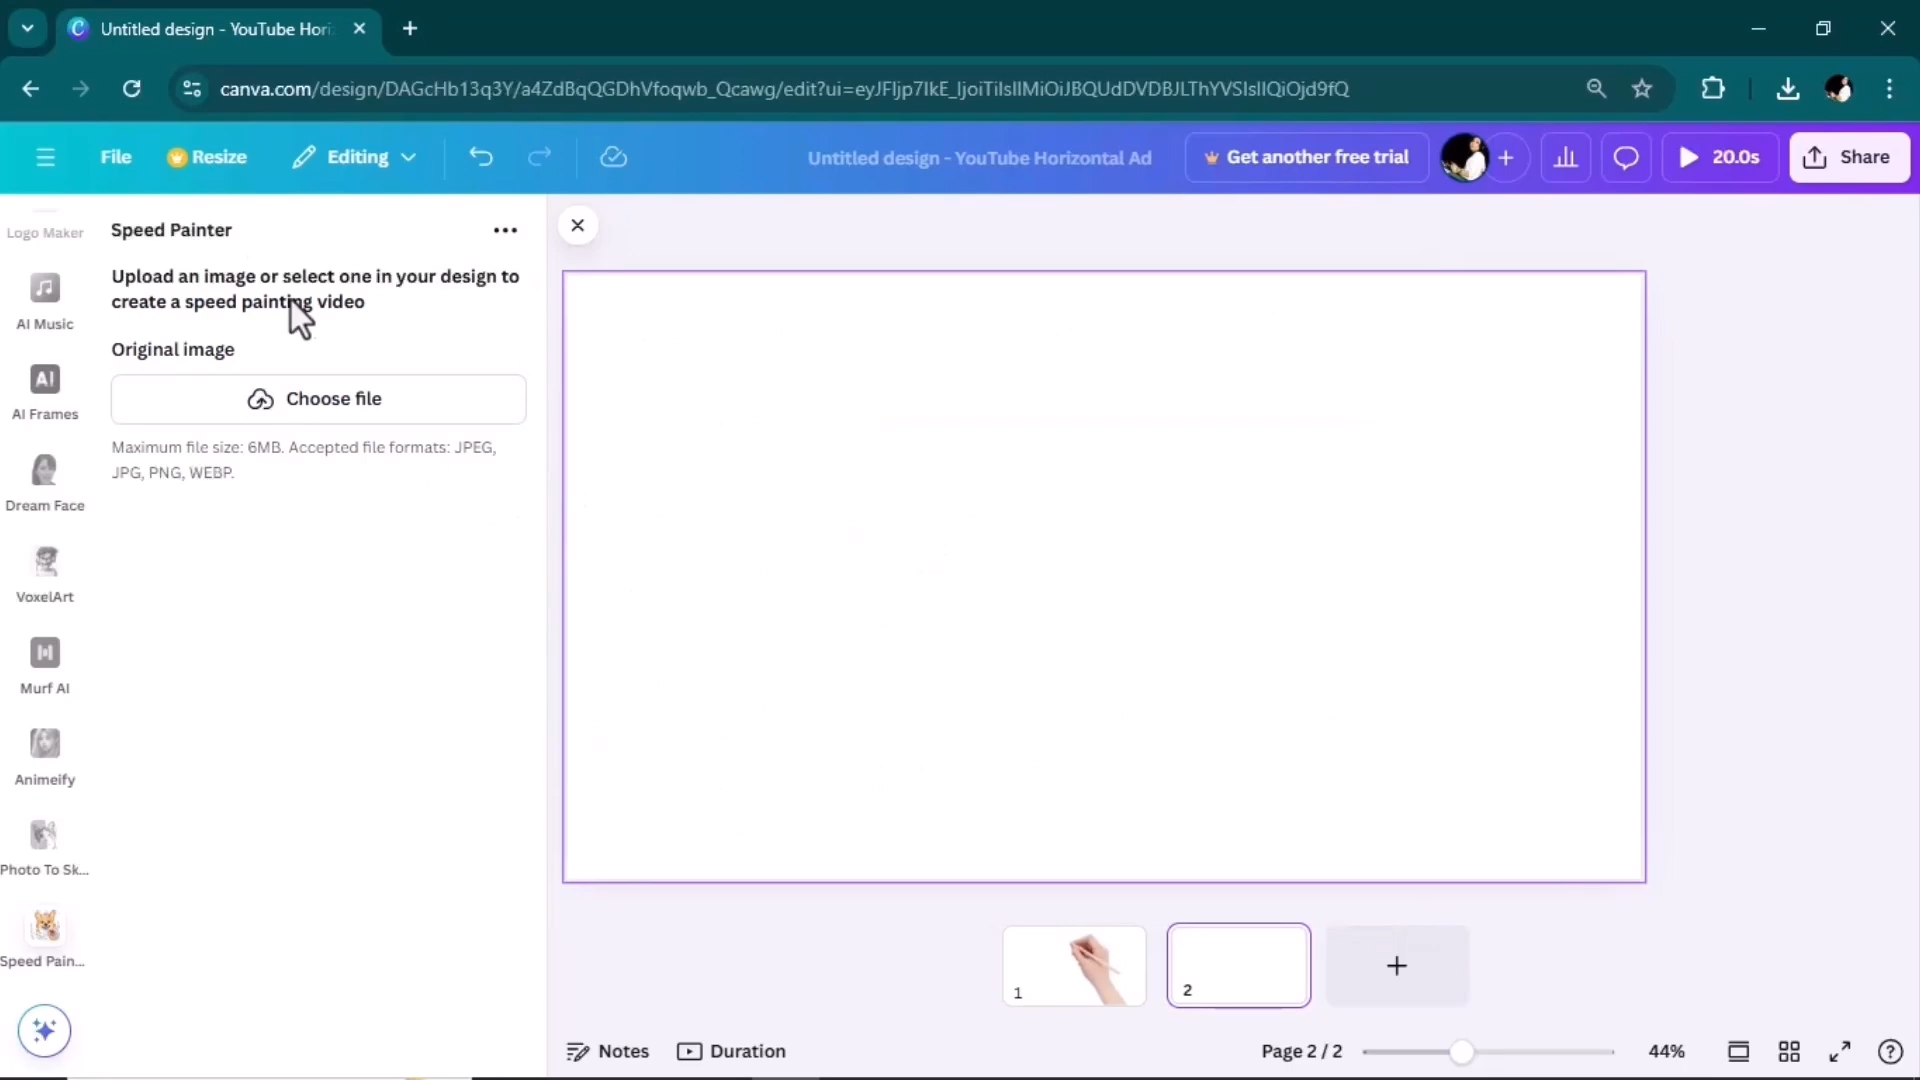 Untitled design - YouTube Hori
canva.com/design/DAGcHb13q3Y/a4ZdBqQGDhVfoqwb_Qcawg/edit?ui=eyJFIjp7IkE_IjoiTiIsIlMiOiJBQUdDVDBJLThYVSIsIlIQiOjd9fQ
File
Resize
Editing
Untitled design - YouTube Horizontal Ad
Get another free trial
20.0s
Share
Logo Maker
AI Music
AI
AI Frames
Dream Face
VoxelArt
Murf AI
Animeify
Photo To Sk...
Speed Pain...
Speed Painter
Upload an image or select one in your design to
create a speed painting video
Original image
Choose file
Maximum file size: 6MB. Accepted file formats: JPEG,
JPG, PNG, WEBP.
1
2
Notes
Duration
Page 2 / 2
44%